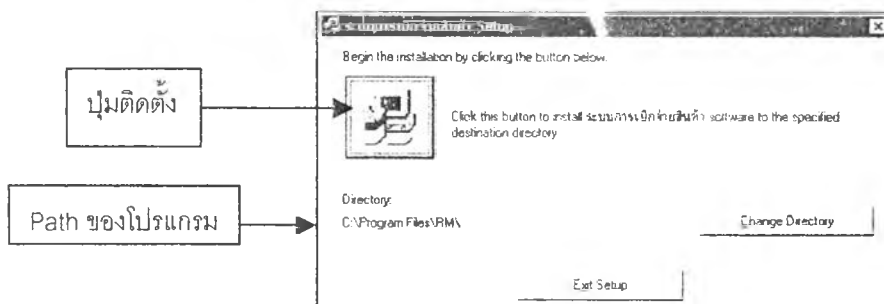 Setup
Begin the installation by clicking the button below.
ปุ่มติดตั้ง
Click this button to install ระบบการเบิกจ่ายสินค้า software to the specified
destination directory
Directory:
Path ของโปรแกรม
C:\Program Files\RM\
Change Directory
Exit Setup